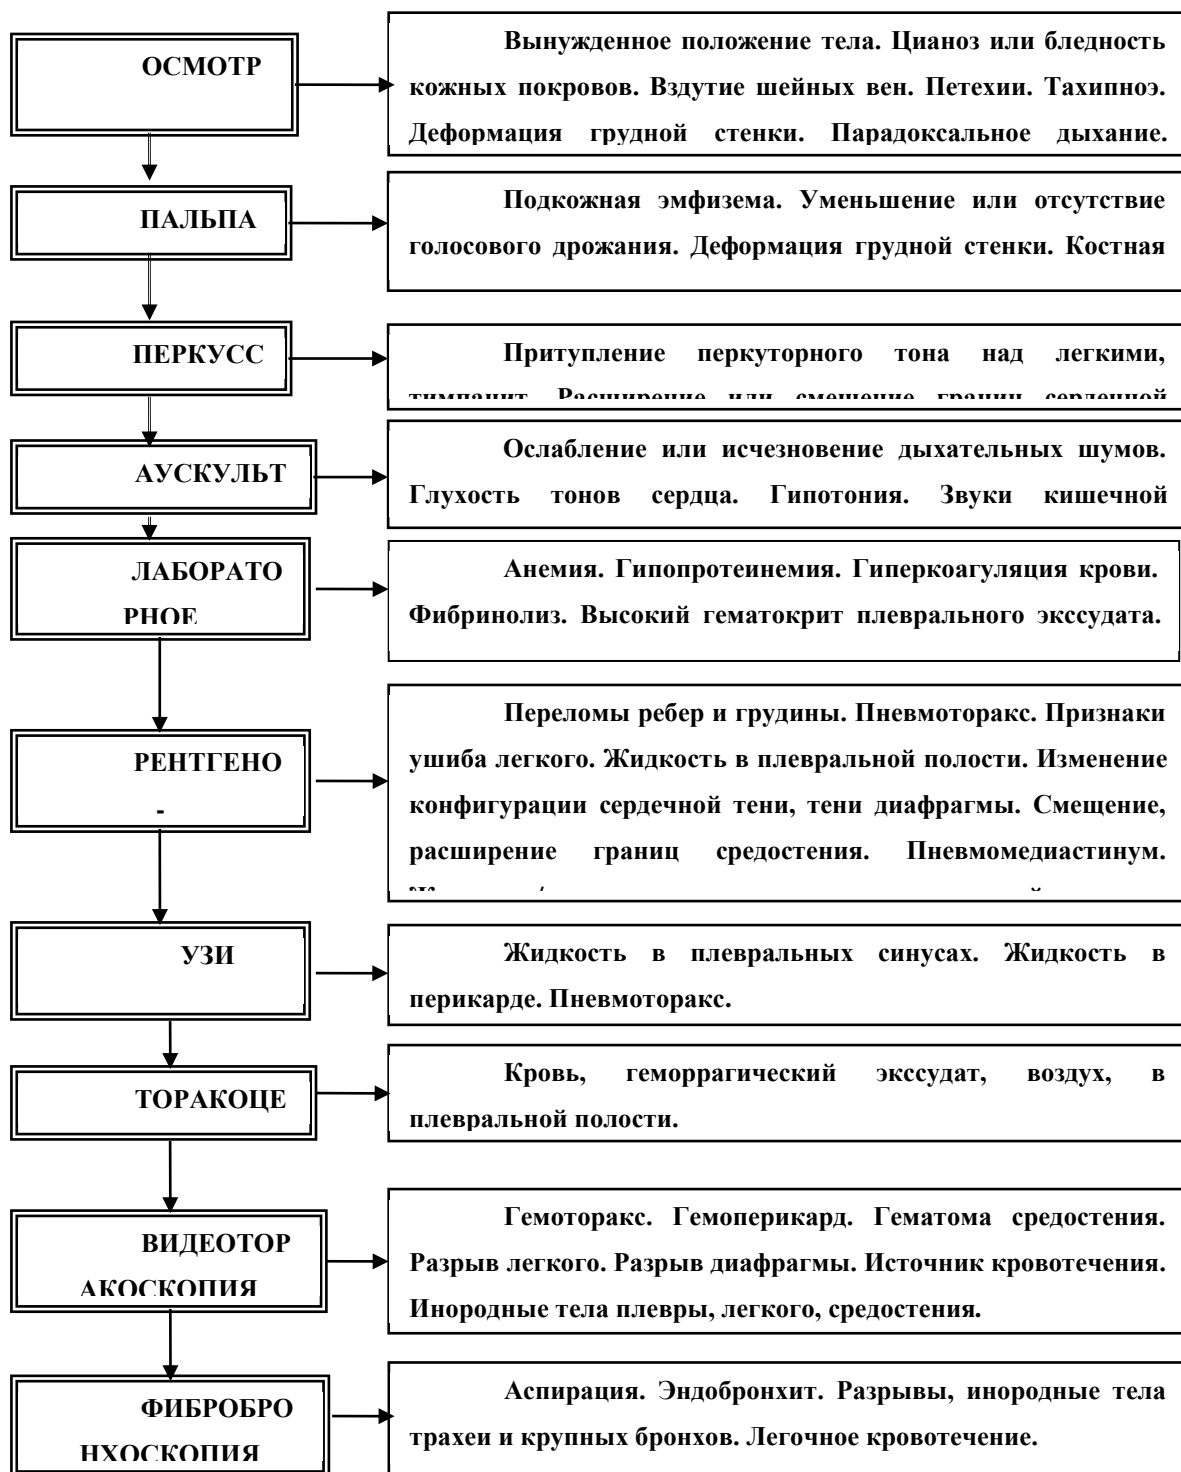 ОСМОТР
Вынужденное положение тела. Цианоз или бледность
кожных покровов. Вздутие шейных вен. Петехии. Тахипноэ.
Деформация грудной стенки. Парадоксальное дыхание.
ПАЛЬПА
Подкожная эмфизема. Уменьшение или отсутствие
голосового дрожания. Деформация грудной стенки. Костная
ПЕРКУСС
Притупление перкуторного тона над легкими,
тимпанит. Расширение или смещение границ сердечной
АУСКУЛЬТ
Ослабление или исчезновение дыхательных шумов.
Глухость тонов сердца. Гипотония. Звуки кишечной
ЛАБОРАТО
РНОЕ
Анемия. Гипопротеинемия. Гиперкоагуляция крови.
Фибринолиз. Высокий гематокрит плеврального экссудата.
РЕНТГЕНО
-
Переломы ребер и грудины. Пневмоторакс. Признаки
ушиба легкого. Жидкость в плевральной полости. Изменение
конфигурации сердечной тени, тени диафрагмы. Смещение,
расширение границ средостения. Пневмомедиастинум.
УЗИ
Жидкость в плевральных синусах. Жидкость в
перикарде. Пневмоторакс.
ТОРАКОЦЕ
Кровь, геморрагический экссудат, воздух, в
плевральной полости.
ВИДЕОТОР
АКОСКОПИЯ
Гемоторакс. Гемоперикард. Гематома средостения.
Разрыв легкого. Разрыв диафрагмы. Источник кровотечения.
Инородные тела плевры, легкого, средостения.
ФИБРОБРО
НХОСКОПИЯ
Аспирация. Эндобронхит. Разрывы, инородные тела
трахеи и крупных бронхов. Легочное кровотечение.